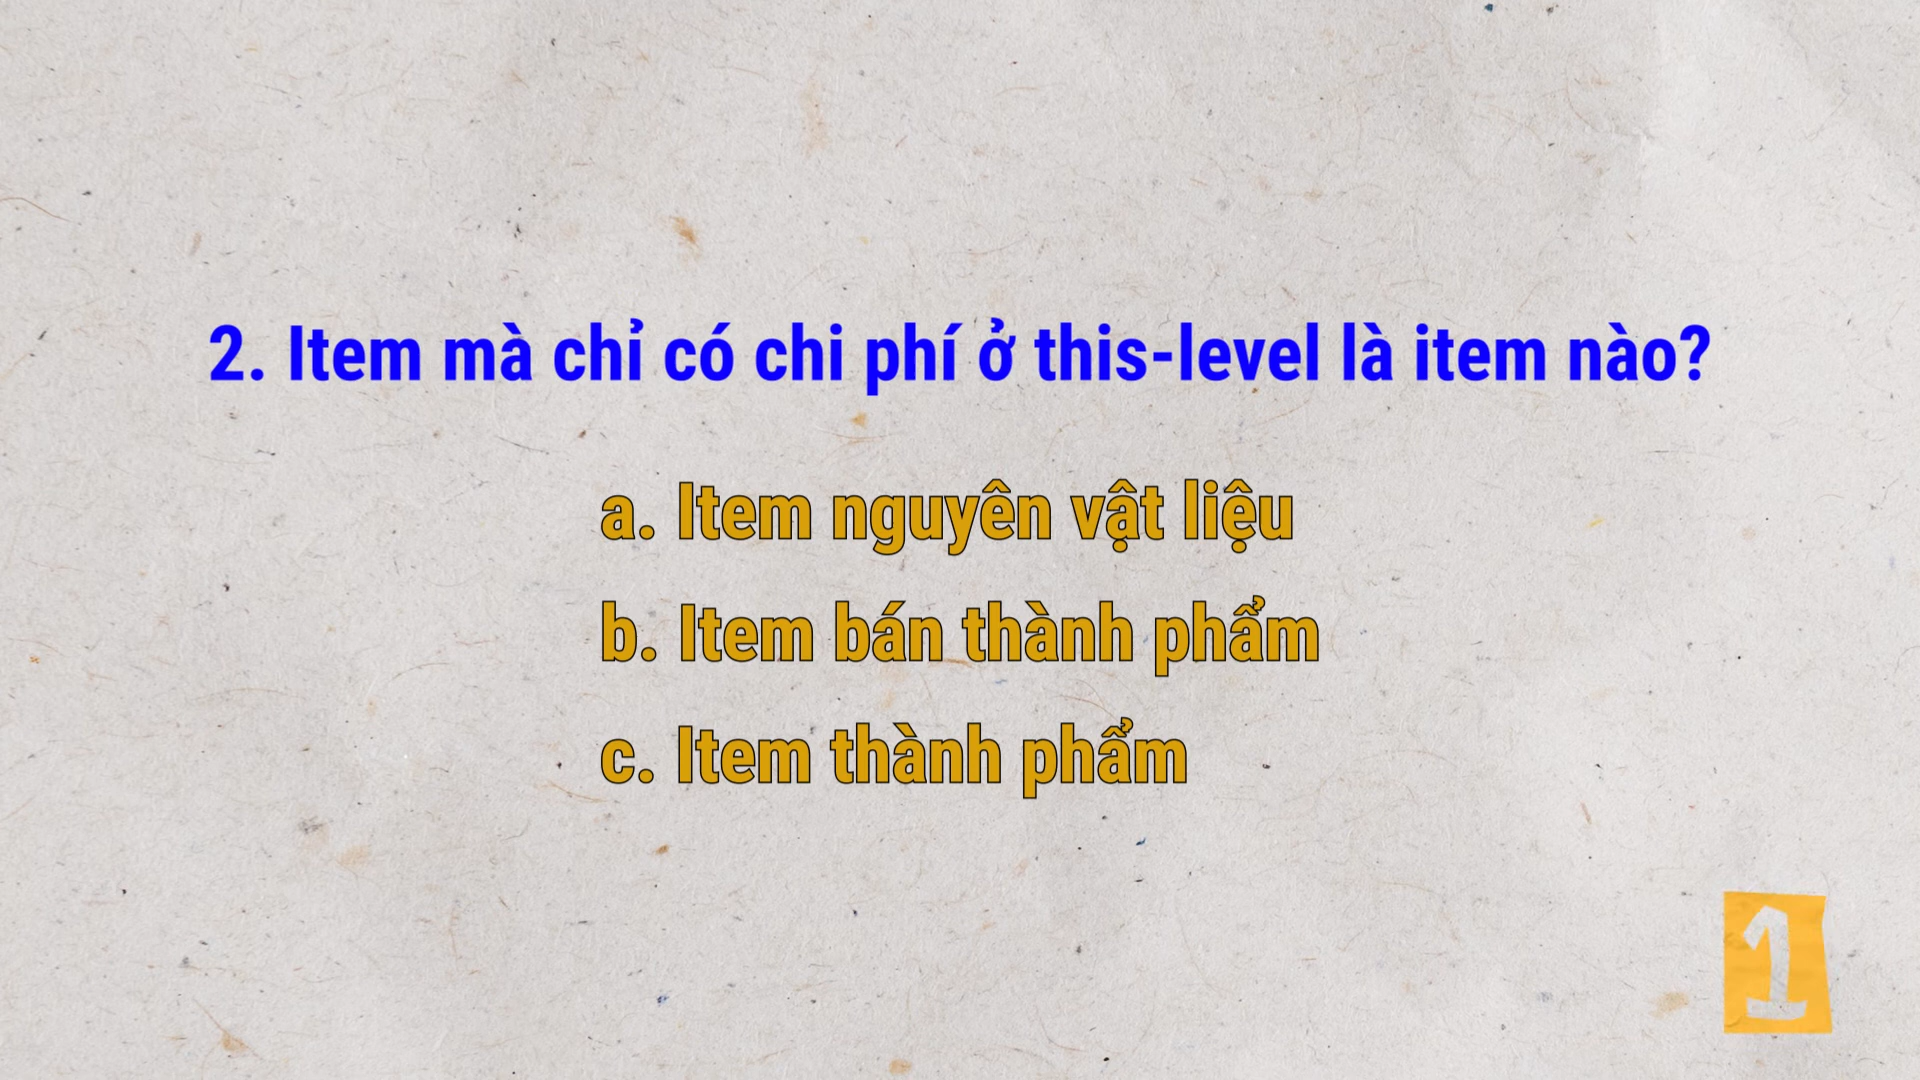 2. Item mà chỉ có chi phí ở this-level là item nào?
a. Item nguyên vật liệu
b. Item bán thành phẩm
c. Item thành phẩm
1